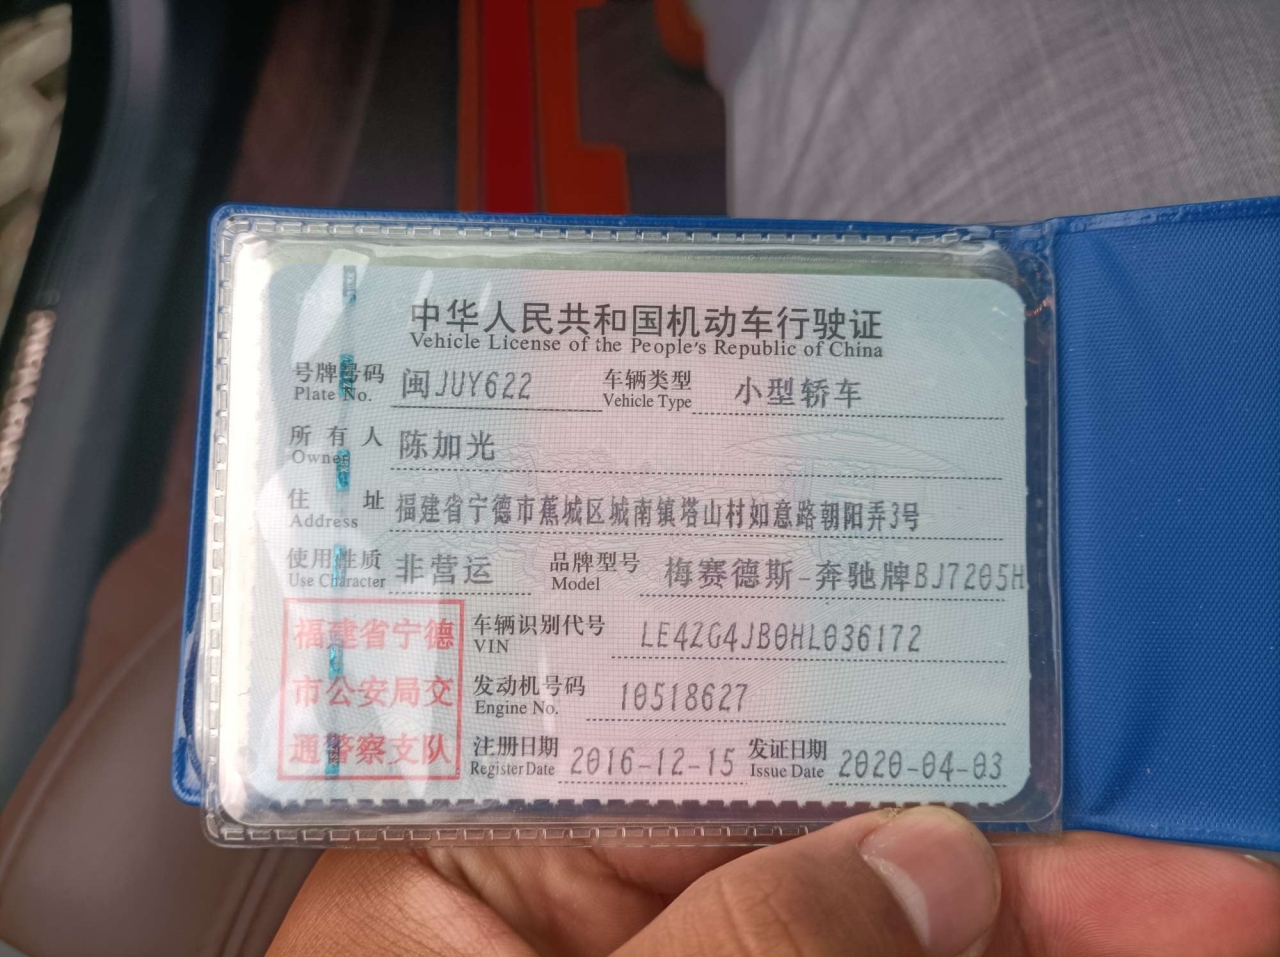 中华人民共和国机动车行驶证
Vehicle License of the People's Republic of China
号牌号码 闽JUY622 车辆类型 小型轿车
Plate No. Vehicle Type
所有人 陈加光
Owner
住址 福建省宁德市蕉城区城南镇塔山村如意路朝阳弄3号
Address
使用性质 非营运 品牌型号 梅赛德斯-奔驰牌BJ7205H
Use Character Model
车辆识别代号 LE4ZG4JB0HL036172
VIN
发动机号码 10518627
Engine No.
注册日期 2016-12-15 发证日期 2020-04-03
Register Date Issue Date
福建省宁德
市公安局交
通警察支队